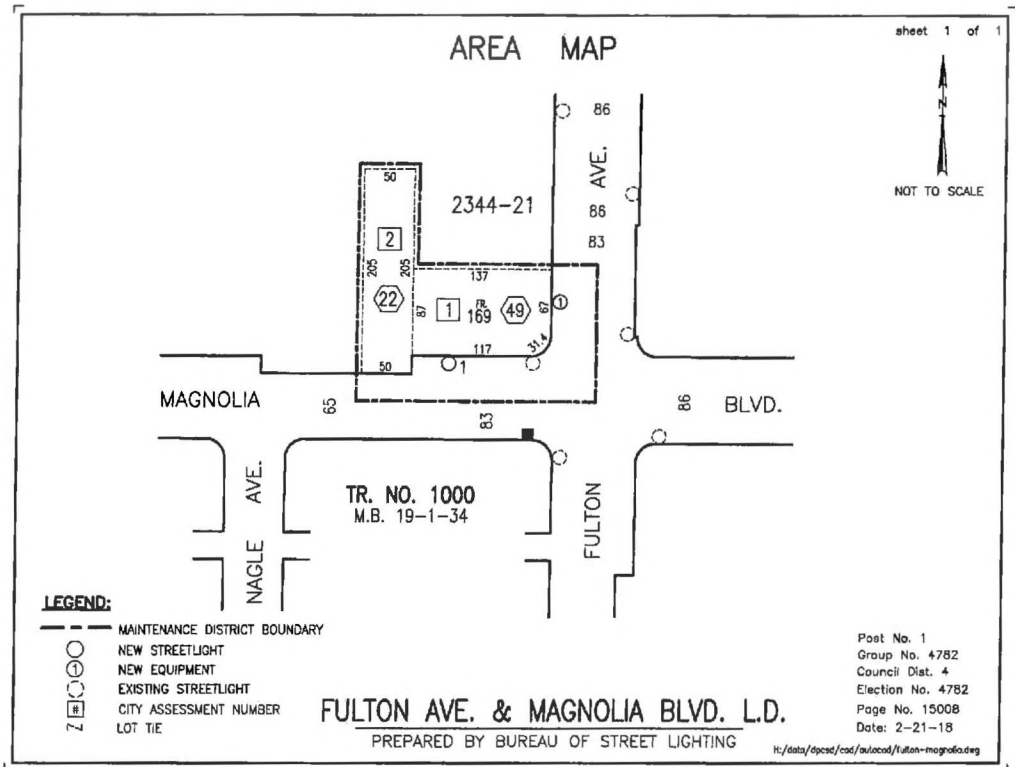 sheet 1 of 1
AREA MAP
N
NOT TO SCALE
86
AVE.
86
83
2344-21
50
2
205 205
22
137
87
1
FR.
169
49
67
1
117
31.4
50
1
MAGNOLIA
65
83
86
BLVD.
TR. NO. 1000
M.B. 19-1-34
NAGLE AVE.
FULTON
LEGEND:
MAINTENANCE DISTRICT BOUNDARY
NEW STREETLIGHT
1 NEW EQUIPMENT
EXISTING STREETLIGHT
# CITY ASSESSMENT NUMBER
LOT TIE
FULTON AVE. & MAGNOLIA BLVD. L.D.
PREPARED BY BUREAU OF STREET LIGHTING
Post No. 1
Group No. 4782
Council Dist. 4
Election No. 4782
Page No. 15008
Date: 2-21-18
H:/data/dpcsd/cad/autocad/fulton-magnolia.dwg